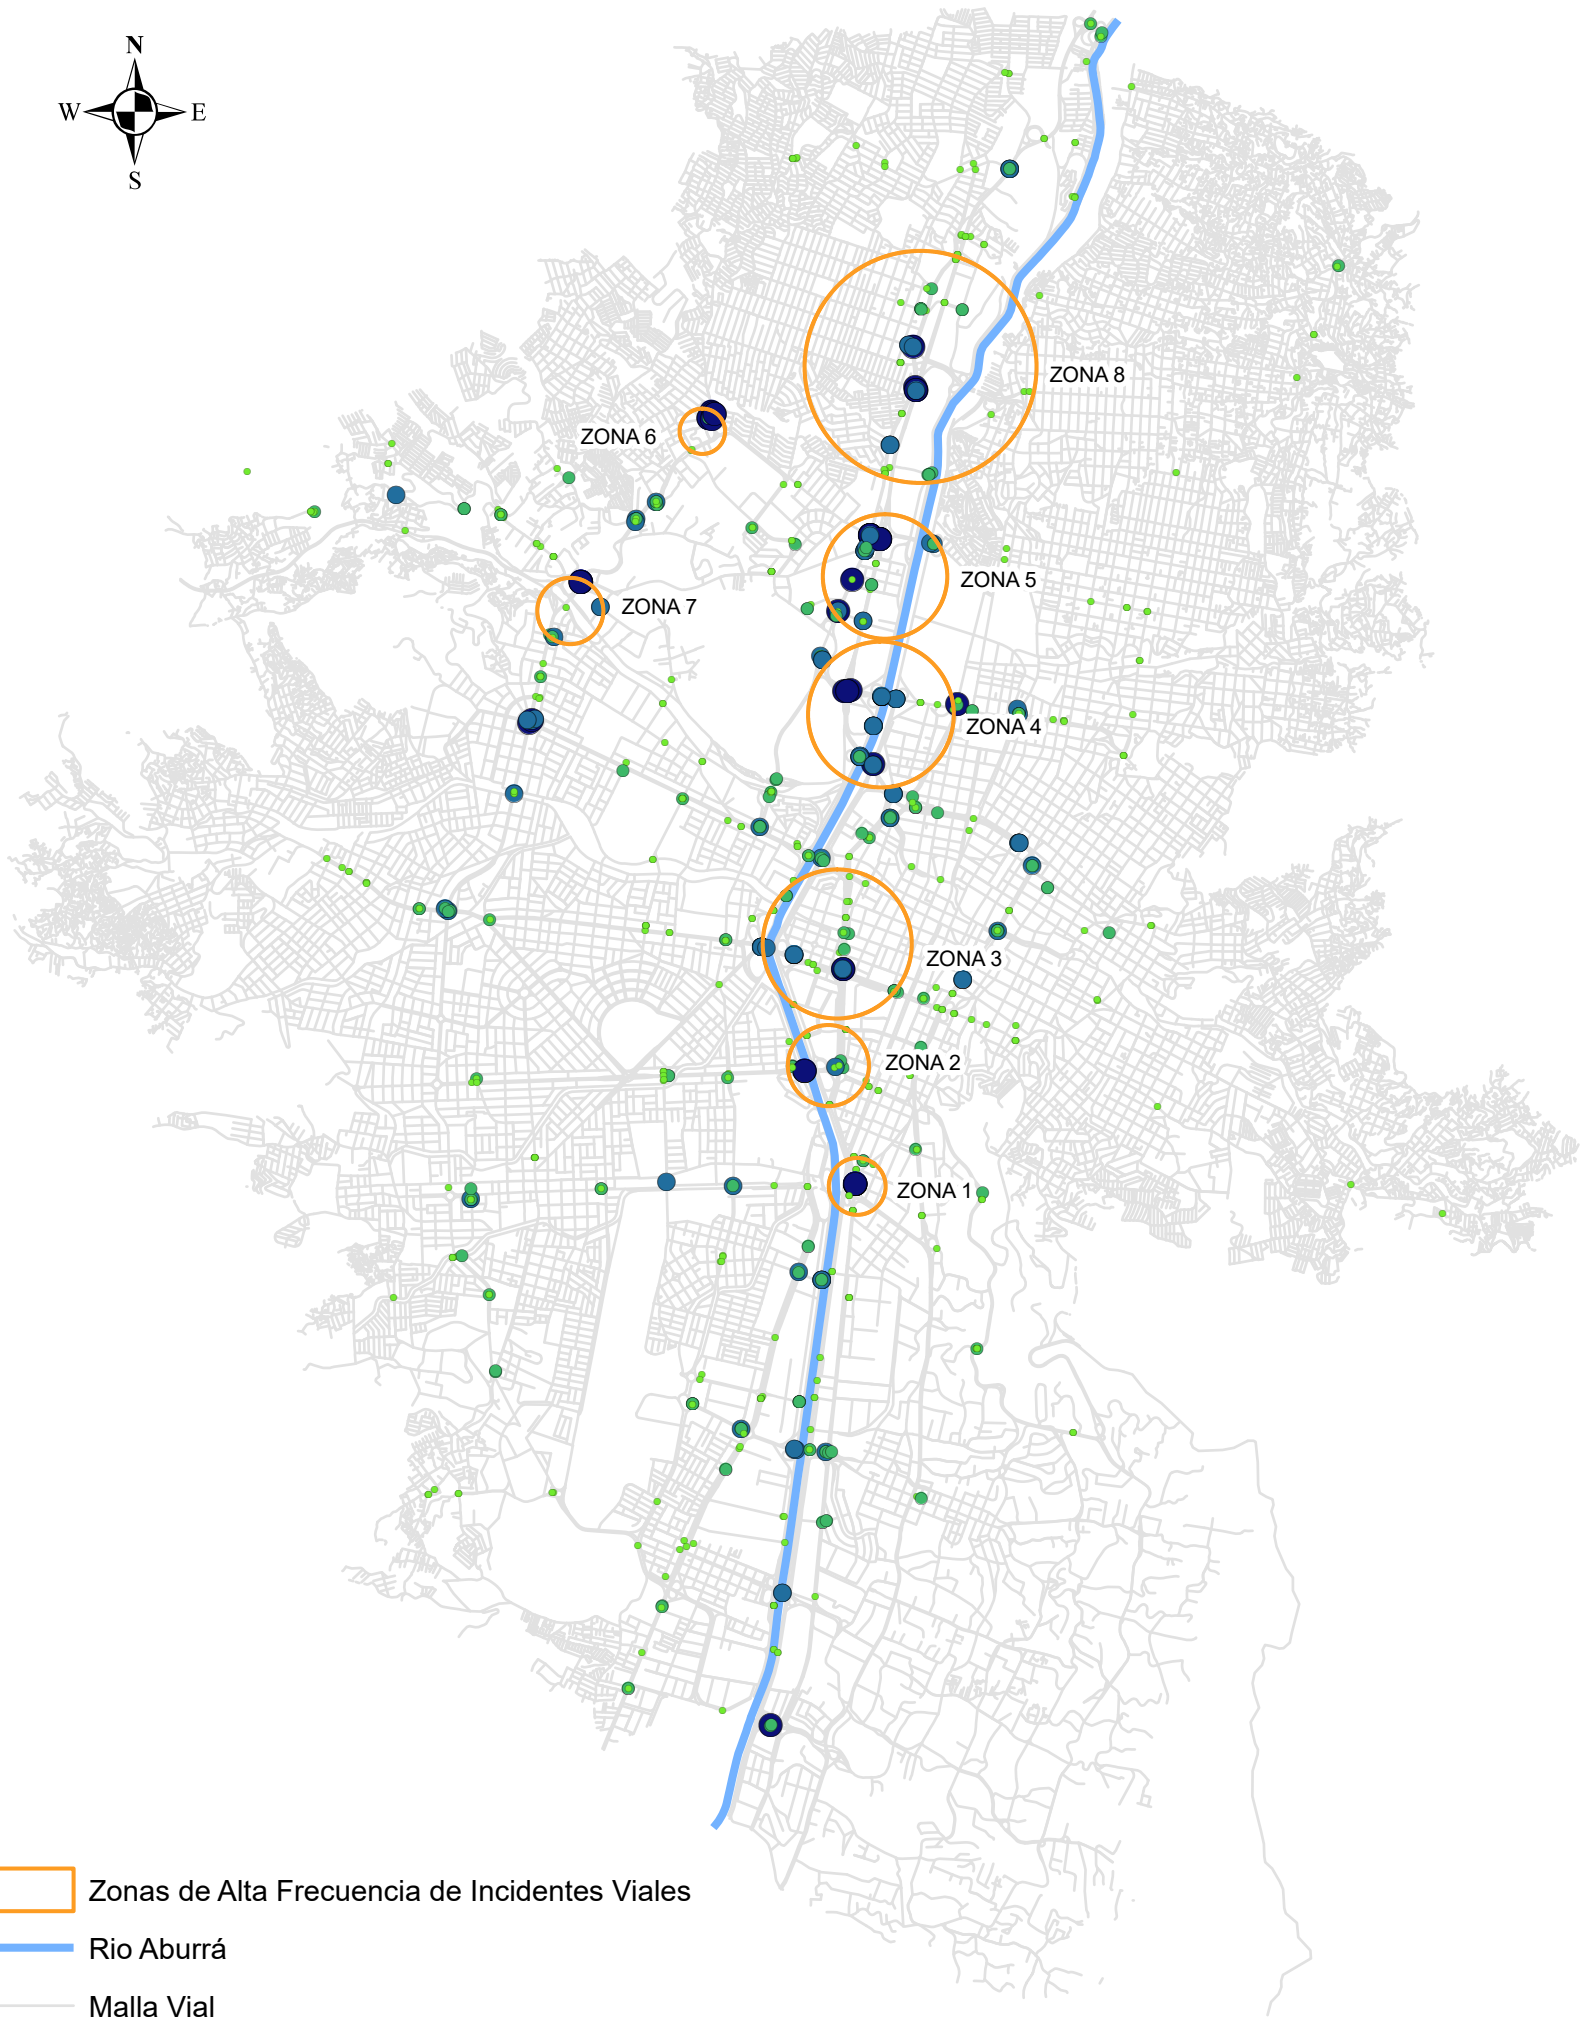 N
W E
S
ZONA 8
ZONA 6
ZONA 5
ZONA 7
ZONA 4
ZONA 3
ZONA 2
ZONA 1
Zonas de Alta Frecuencia de Incidentes Viales
Rio Aburrá
Malla Vial